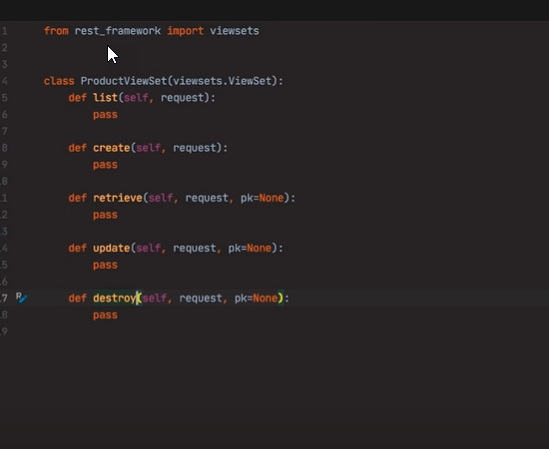 1 from rest_framework import viewsets
2
3
4 class ProductViewSet(viewsets.ViewSet):
5     def list(self, request):
6         pass
7
8     def create(self, request):
9         pass
0
1     def retrieve(self, request, pk=None):
2         pass
3
4     def update(self, request, pk=None):
5         pass
6
7     def destroy(self, request, pk=None):
8         pass
9